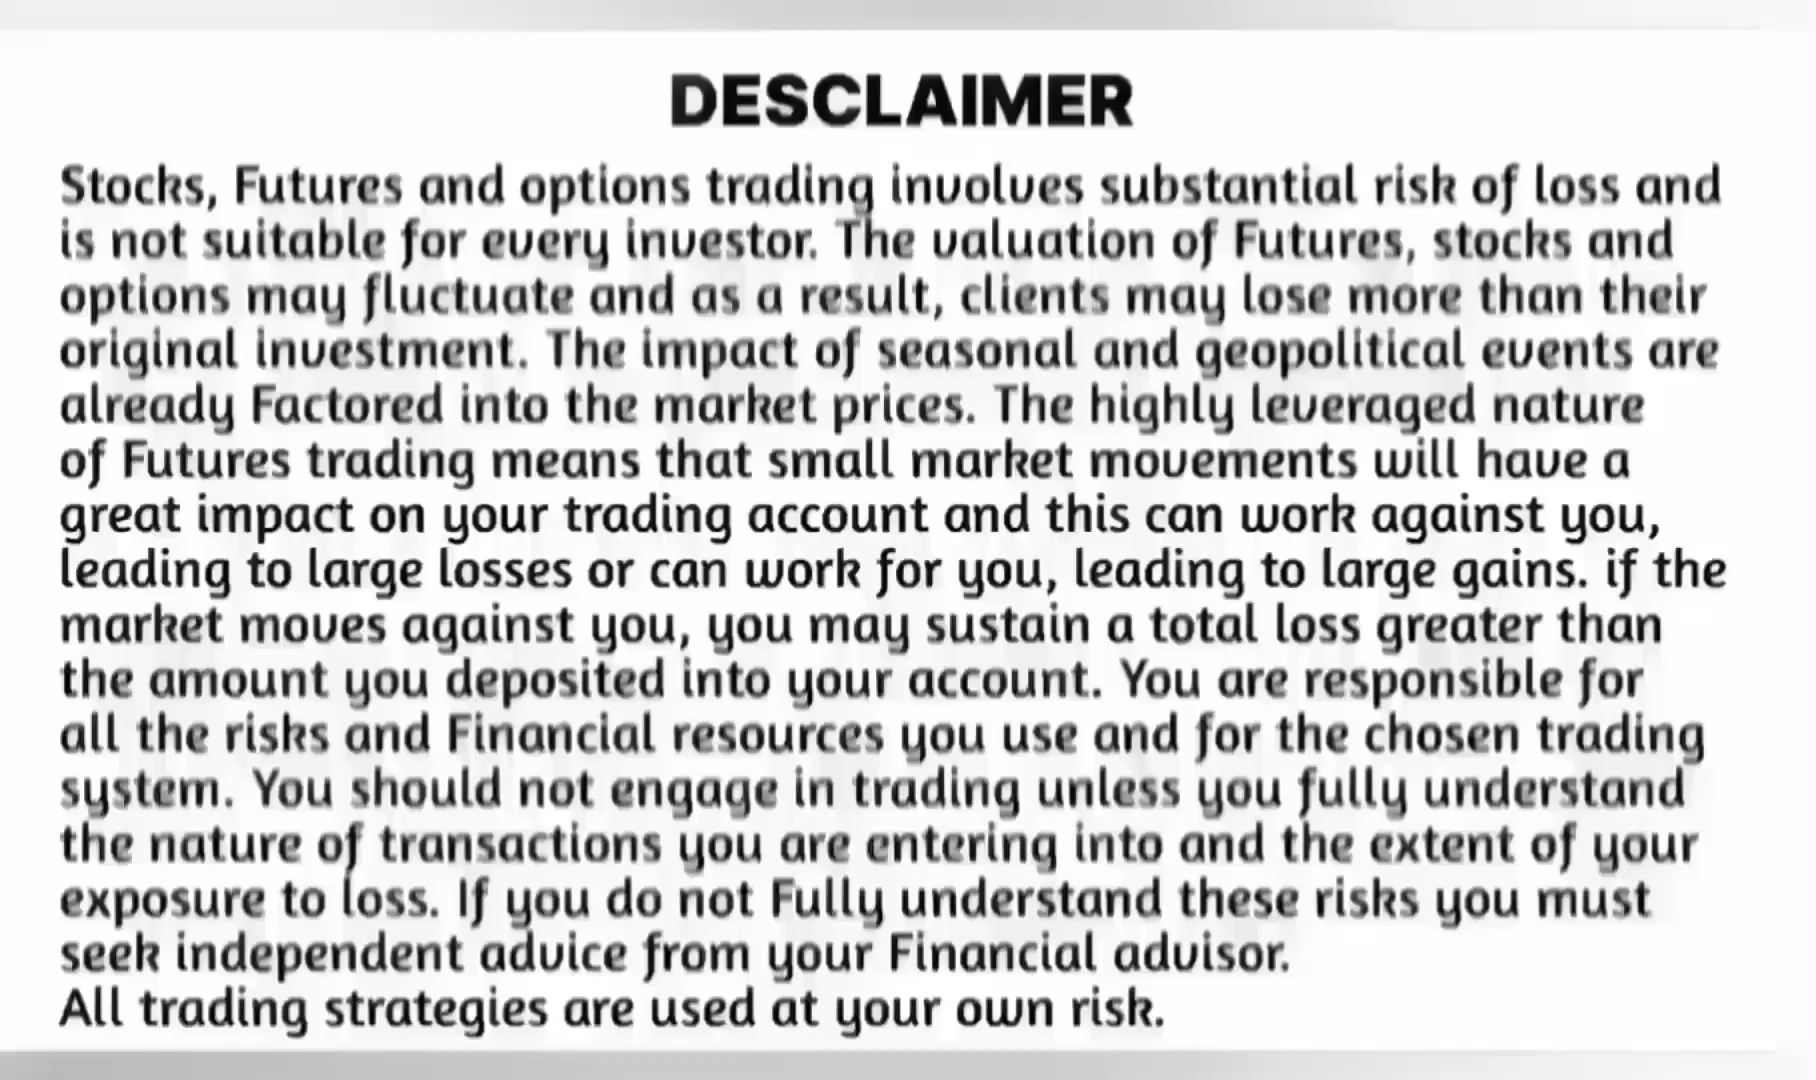 DESCLAIMER
Stocks, Futures and options trading involves substantial risk of loss and
is not suitable for every investor. The valuation of Futures, stocks and
options may fluctuate and as a result, clients may lose more than their
original investment. The impact of seasonal and geopolitical events are
already Factored into the market prices. The highly leveraged nature
of Futures trading means that small market movements will have a
great impact on your trading account and this can work against you,
leading to large losses or can work for you, leading to large gains. if the
market moves against you, you may sustain a total loss greater than
the amount you deposited into your account. You are responsible for
all the risks and Financial resources you use and for the chosen trading
system. You should not engage in trading unless you fully understand
the nature of transactions you are entering into and the extent of your
exposure to loss. If you do not Fully understand these risks you must
seek independent advice from your Financial advisor.
All trading strategies are used at your own risk.